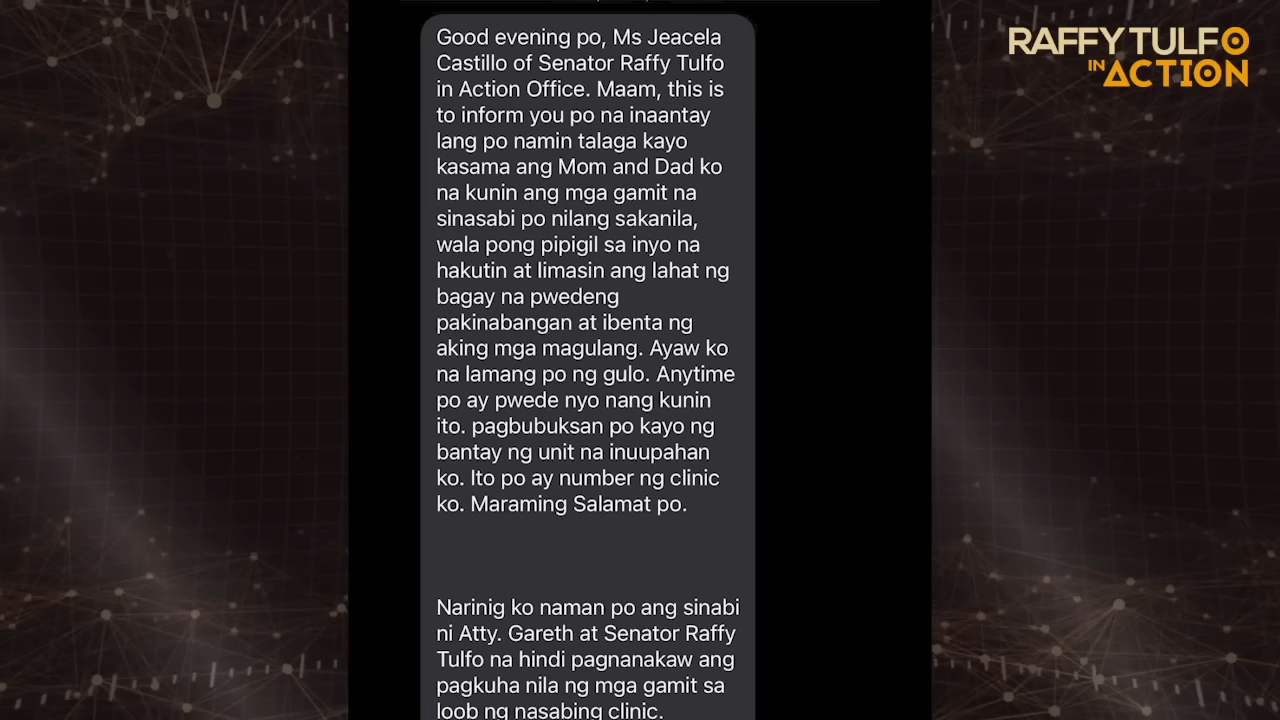 RAFFY TULFO
IN ACTION
Good evening po, Ms Jeacela
Castillo of Senator Raffy Tulfo
in Action Office. Maam, this is
to inform you po na inaantay
lang po namin talaga kayo
kasama ang Mom and Dad ko
na kunin ang mga gamit na
sinasabi po nilang sakanila,
wala pong pipigil sa inyo na
hakutin at limasin ang lahat ng
bagay na pwedeng
pakinabangan at ibenta ng
aking mga magulang. Ayaw ko
na lamang po ng gulo. Anytime
po ay pwede nyo nang kunin
ito. pagbubuksan po kayo ng
bantay ng unit na inuupahan
ko. Ito po ay number ng clinic
ko. Maraming Salamat po.
Narinig ko naman po ang sinabi
ni Atty. Gareth at Senator Raffy
Tulfo na hindi pagnanakaw ang
pagkuha nila ng mga gamit sa
loob ng nasabing clinic.